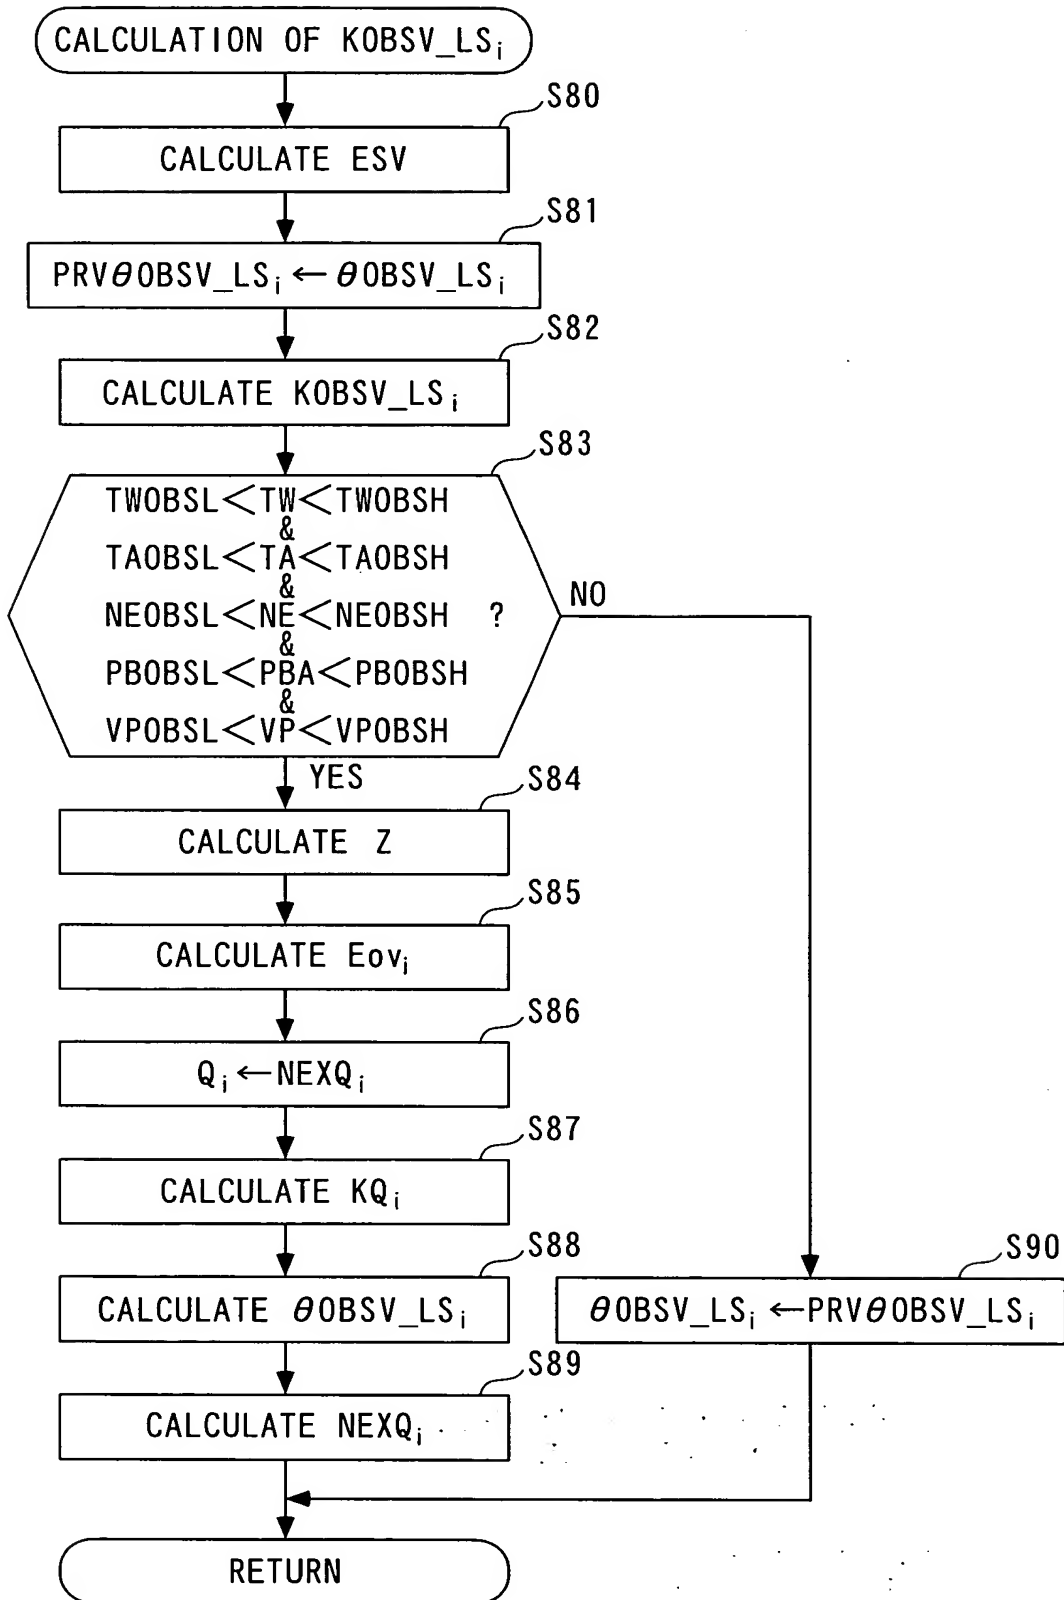 CALCULATION OF KOBSV_LSi
S80
CALCULATE ESV
S81
PRVθOBSV_LSi ← θOBSV_LSi
S82
CALCULATE KOBSV_LSi
S83
TWOBSL<TW<TWOBSH
&
TAOBSL<TA<TAOBSH
&
NEOBSL<NE<NEOBSH ?
&
PBOBSL<PBA<PBOBSH
&
VPOBSL<VP<VPOBSH
NO
YES
S84
CALCULATE Z
S85
CALCULATE Eovi
S86
Qi ← NEXQi
S87
CALCULATE KQi
S88
CALCULATE θOBSV_LSi
S90
θOBSV_LSi ← PRVθOBSV_LSi
S89
CALCULATE NEXQi
RETURN